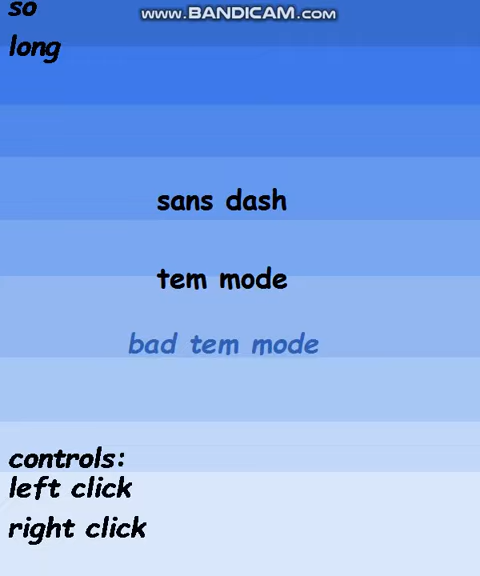 so
www.BANDICAM.com
long
sans dash
tem mode
bad tem mode
controls:
left click
right click